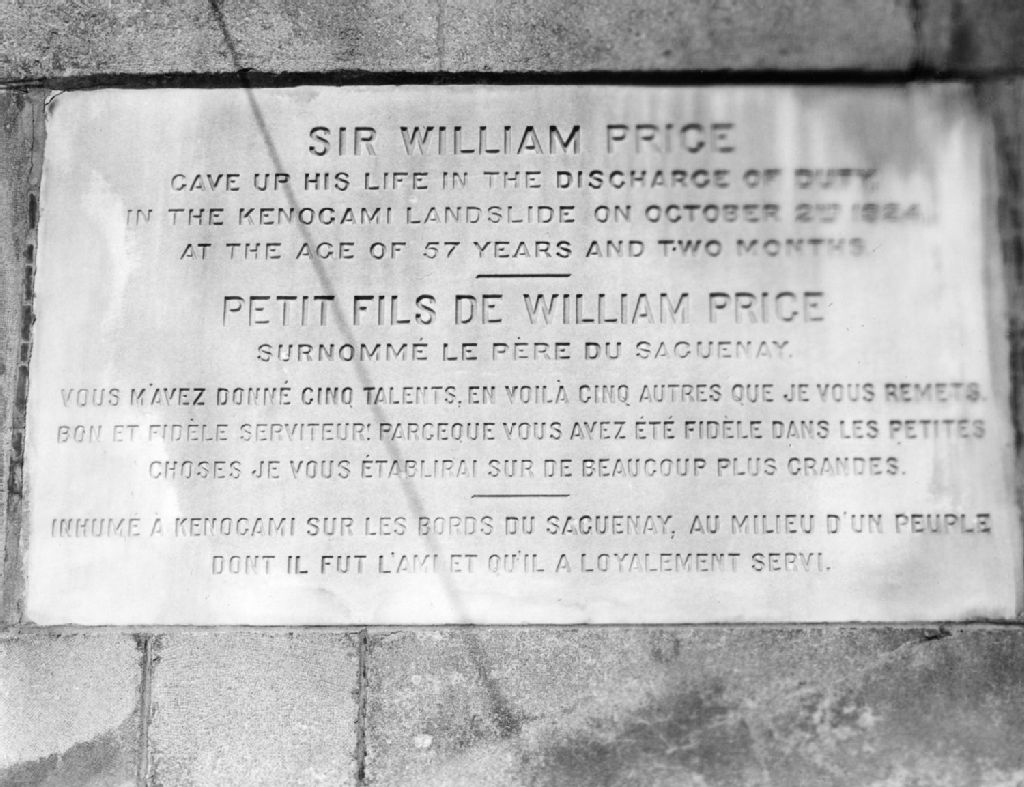 SIR WILLIAM PRICE
GAVE UP HIS LIFE IN THE DISCHARGE OF DUTY,
IN THE KENOGAMI LANDSLIDE ON OCTOBER 2ND 1924,
AT THE AGE OF 57 YEARS AND TWO MONTHS
PETIT FILS DE WILLIAM PRICE
SURNOMMÉ LE PÈRE DU SAGUENAY.
VOUS M'AVEZ DONNÉ CINQ TALENTS, EN VOILÀ CINQ AUTRES QUE JE VOUS REMETS.
BON ET FIDÈLE SERVITEUR! PARCEQUE VOUS AVEZ ÉTÉ FIDÈLE DANS LES PETITES
CHOSES JE VOUS ÉTABLIRAI SUR DE BEAUCOUP PLUS GRANDES.
INHUMÉ À KENOGAMI SUR LES BORDS DU SAGUENAY, AU MILIEU D'UN PEUPLE
DONT IL FUT L'AMI ET QU'IL A LOYALEMENT SERVI.